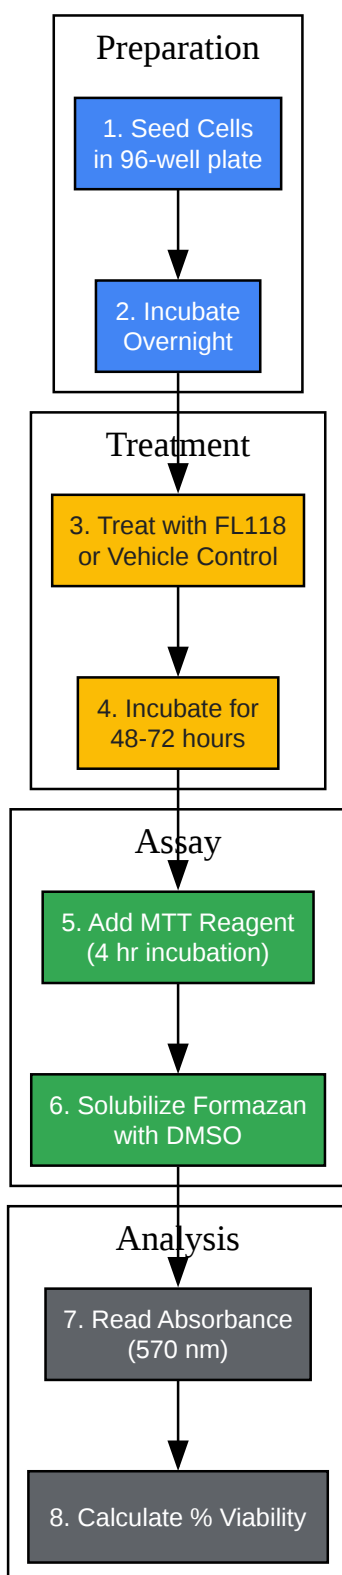 Preparation
1. Seed Cells
in 96-well plate
2. Incubate
Overnight
Treatment
3. Treat with FL118
or Vehicle Control
4. Incubate for
48-72 hours
Assay
5. Add MTT Reagent
(4 hr incubation)
6. Solubilize Formazan
with DMSO
Analysis
7. Read Absorbance
(570 nm)
8. Calculate % Viability